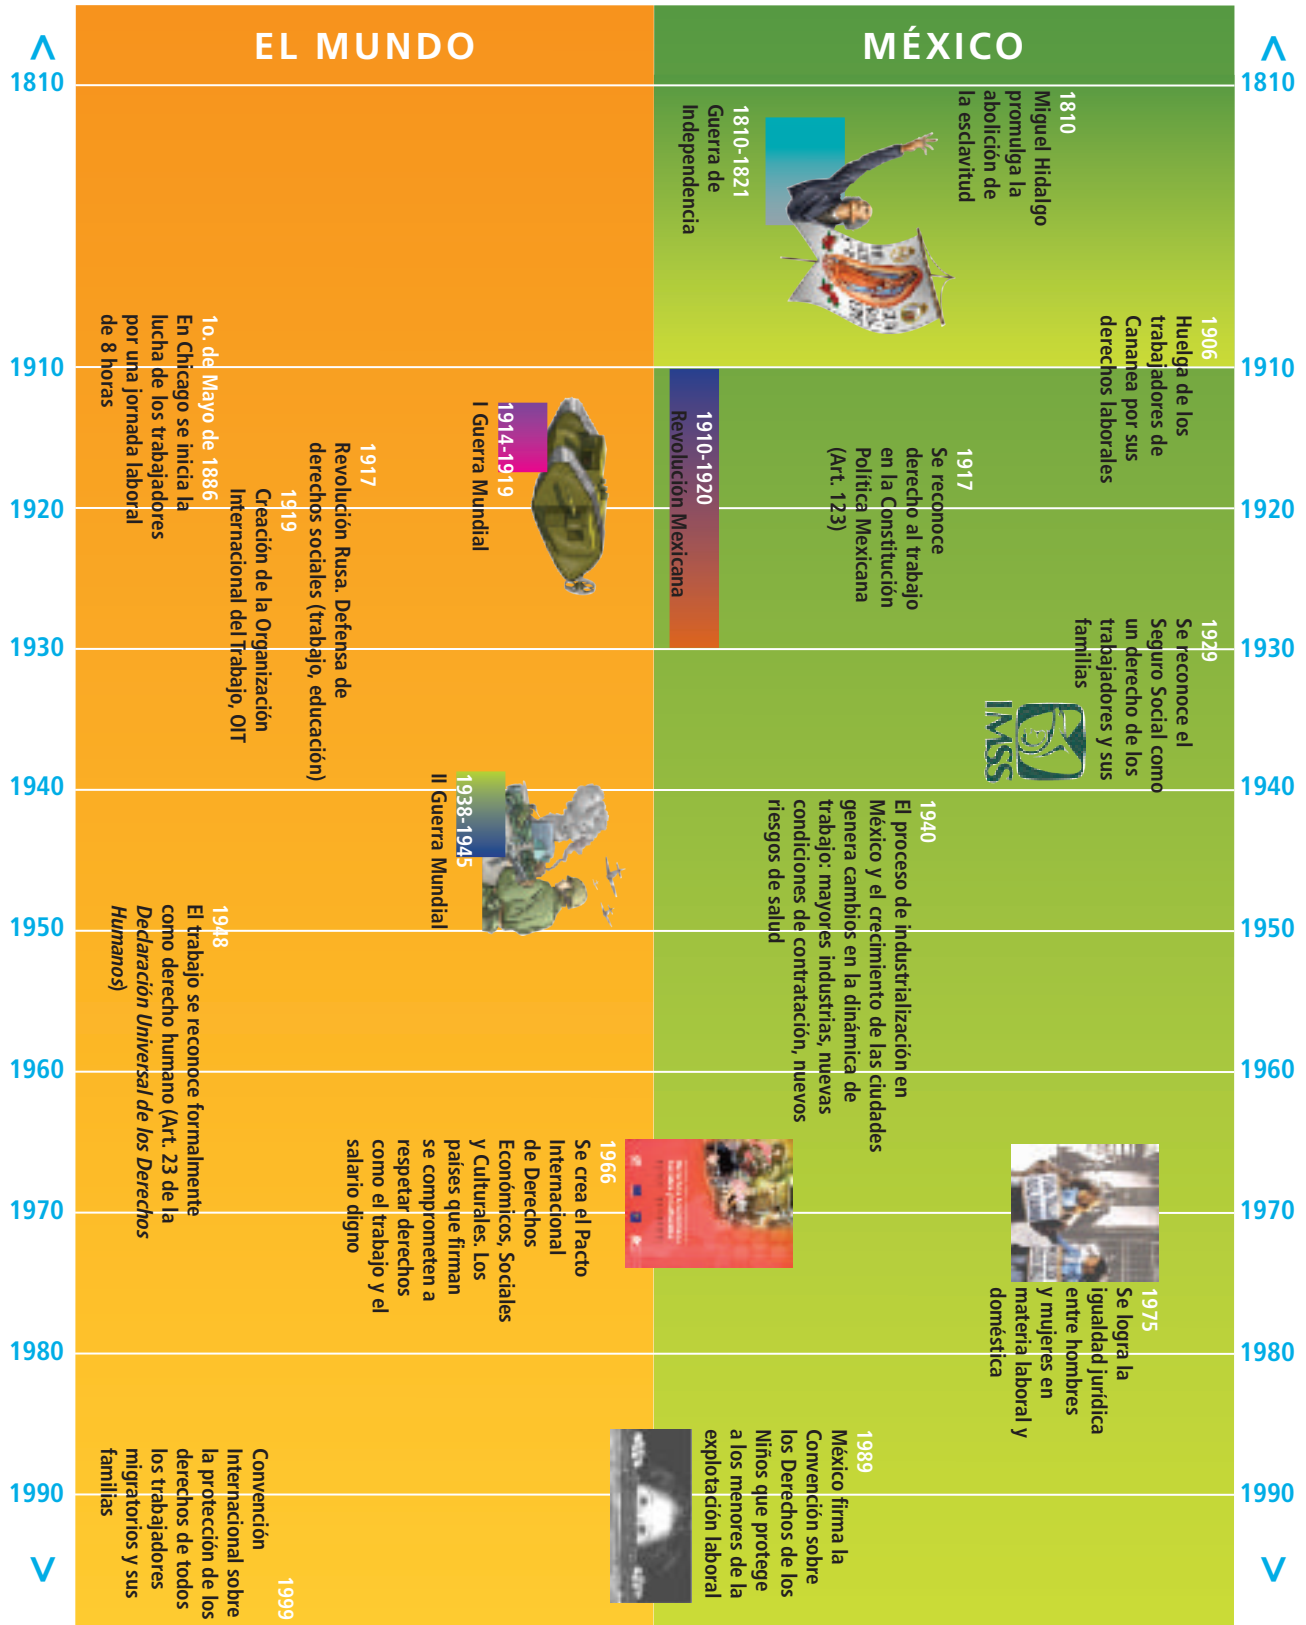 EL MUNDO
MÉXICO
1810
1910
1920
1930
1940
1950
1960
1970
1980
1990
1810
1910
1920
1930
1940
1950
1960
1970
1980
1990
1810
Miguel Hidalgo
promulga la
abolición de
la esclavitud
1810-1821
Guerra de
Independencia
1906
Huelga de los
trabajadores de
Cananea por sus
derechos laborales
1910-1920
Revolución Mexicana
1917
Se reconoce
derecho al trabajo
en la Constitución
Política Mexicana
(Art. 123)
1929
Se reconoce el
Seguro Social como
un derecho de los
trabajadores y sus
familias
IMSS
1940
El proceso de industrialización en
México y el crecimiento de las ciudades
genera cambios en la dinámica de
trabajo: mayores industrias, nuevas
condiciones de contratación, nuevos
riesgos de salud
1975
Se logra la
igualdad jurídica
entre hombres
y mujeres en
materia laboral y
doméstica
1989
México firma la
Convención sobre
los Derechos de los
Niños que protege
a los menores de la
explotación laboral
1o. de Mayo de 1886
En Chicago se inicia la
lucha de los trabajadores
por una jornada laboral
de 8 horas
1914-1919
I Guerra Mundial
1917
Revolución Rusa. Defensa de
derechos sociales (trabajo, educación)
1919
Creación de la Organización
Internacional del Trabajo, OIT
1938-1945
II Guerra Mundial
1948
El trabajo se reconoce formalmente
como derecho humano (Art. 23 de la
Declaración Universal de los Derechos
Humanos)
1966
Se crea el Pacto
Internacional
de Derechos
Económicos, Sociales
y Culturales. Los
países que firman
se comprometen a
respetar derechos
como el trabajo y el
salario digno
1999
Convención
Internacional sobre
la protección de los
derechos de todos
los trabajadores
migratorios y sus
familias